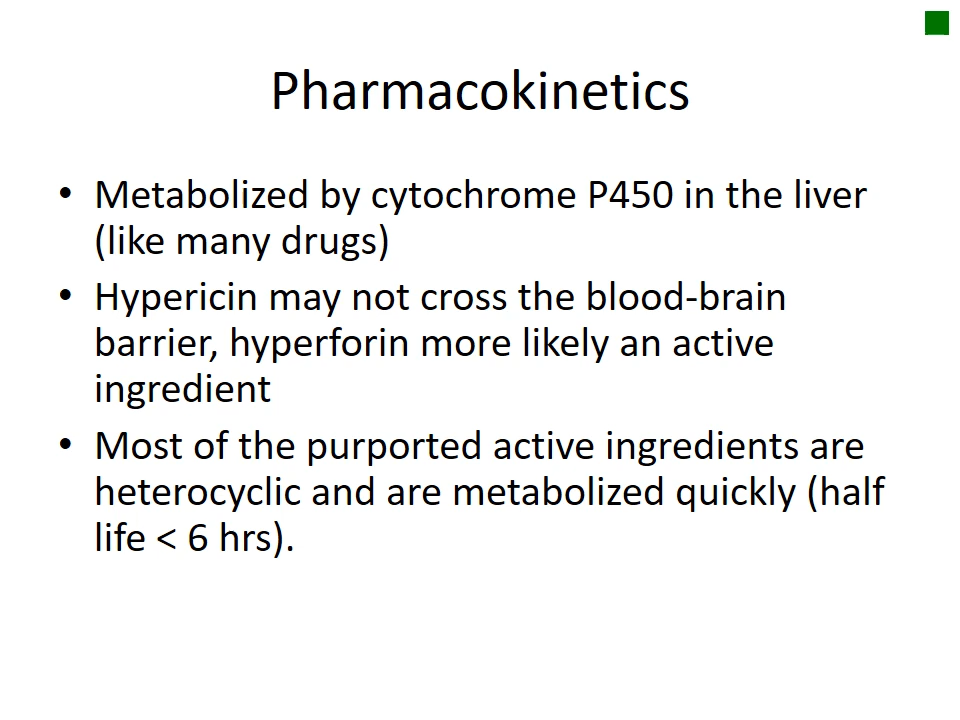 Pharmacokinetics
• Metabolized by cytochrome P450 in the liver
(like many drugs)
• Hypericin may not cross the blood-brain
barrier, hyperforin more likely an active
ingredient
• Most of the purported active ingredients are
heterocyclic and are metabolized quickly (half
life < 6 hrs).